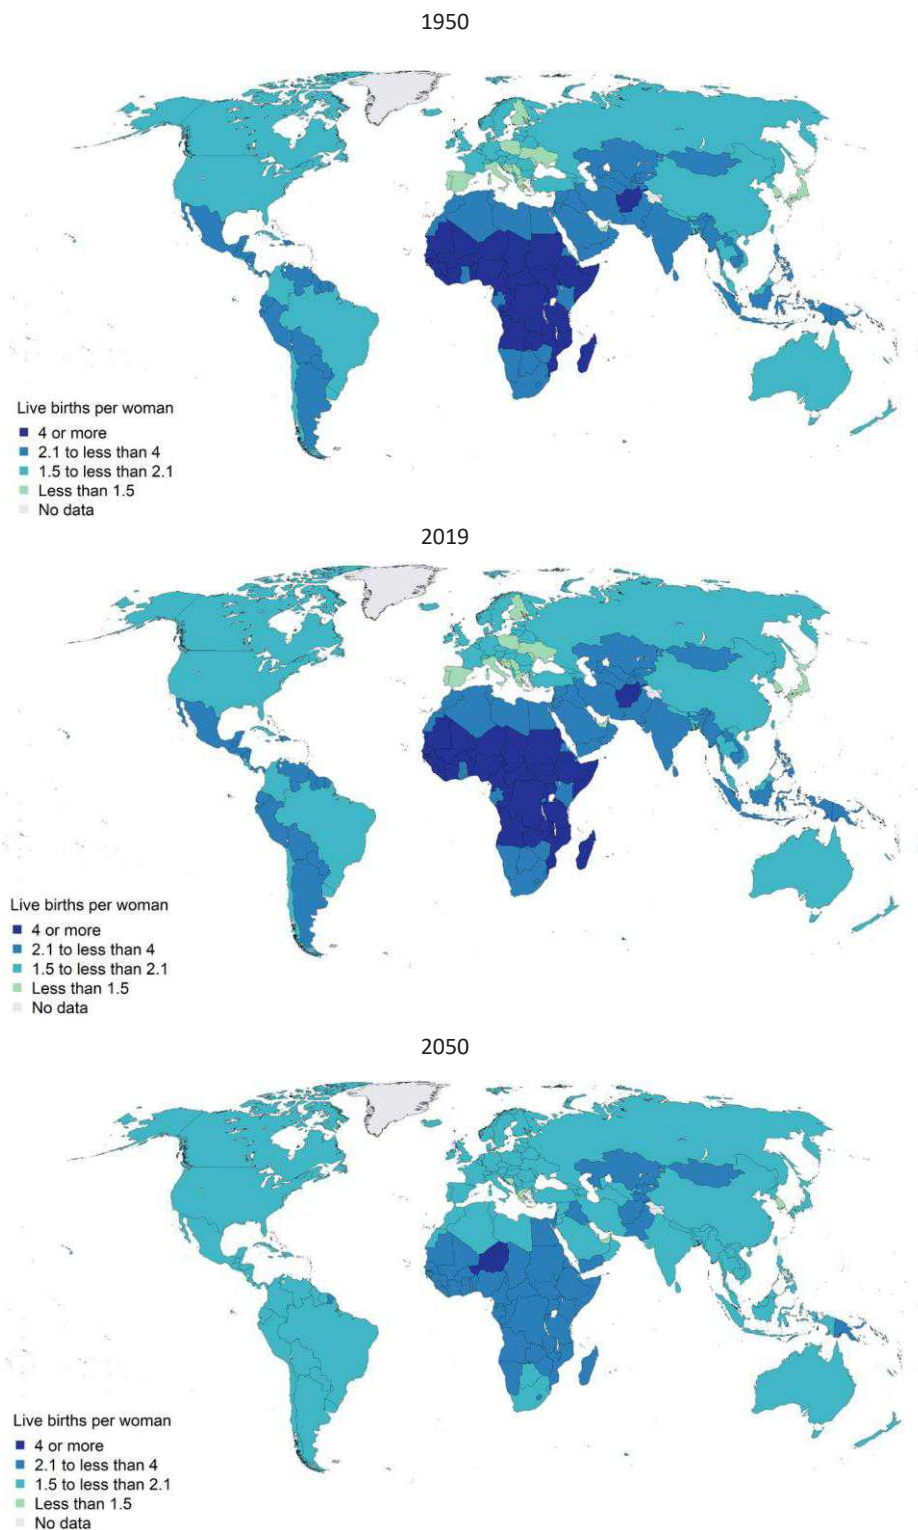 1950
Live births per woman
4 or more
2.1 to less than 4
1.5 to less than 2.1
Less than 1.5
No data
2019
Live births per woman
4 or more
2.1 to less than 4
1.5 to less than 2.1
Less than 1.5
No data
2050
Live births per woman
4 or more
2.1 to less than 4
1.5 to less than 2.1
Less than 1.5
No data